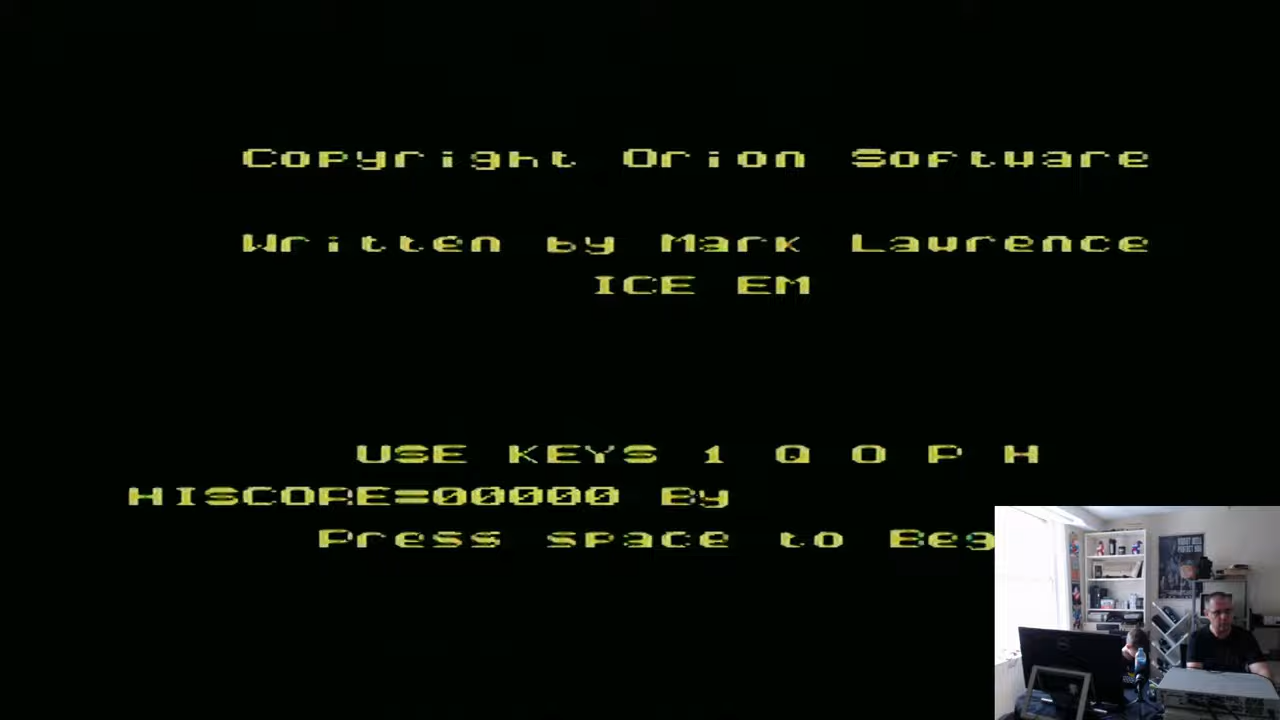 Copyright Orion Software
Written by Mark Lawrence
ICE EM
USE KEYS 1 Q O P H
HISCORE=00000 By
Press space to Beg